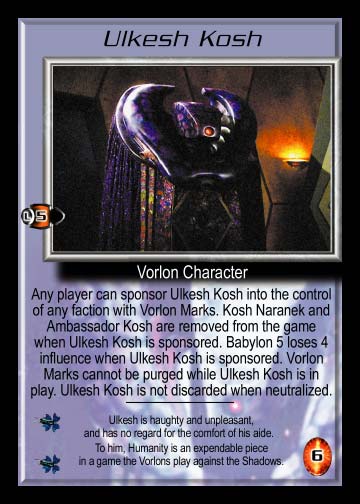 Ulkesh Kosh
5
Vorlon Character
Any player can sponsor Ulkesh Kosh into the control
of any faction with Vorlon Marks. Kosh Naranek and
Ambassador Kosh are removed from the game
when Ulkesh Kosh is sponsored. Babylon 5 loses 4
influence when Ulkesh Kosh is sponsored. Vorlon
Marks cannot be purged while Ulkesh Kosh is in
play. Ulkesh Kosh is not discarded when neutralized.
Ulkesh is haughty and unpleasant,
and has no regard for the comfort of his aide.
To him, Humanity is an expendable piece
in a game the Vorlons play against the Shadows.
6